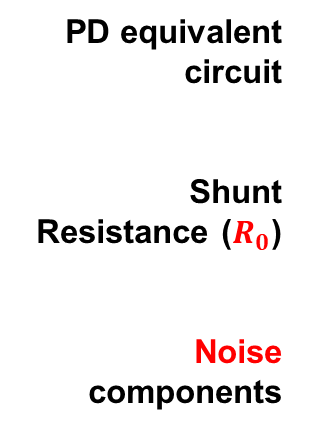 PD equivalent
circuit
Shunt
Resistance (R₀)
Noise
components